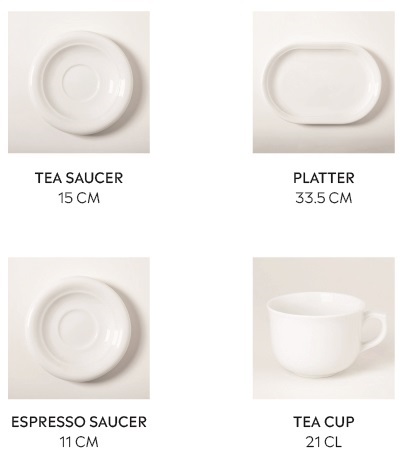 TEA SAUCER
15 CM
PLATTER
33.5 CM
ESPRESSO SAUCER
11 CM
TEA CUP
21 CL